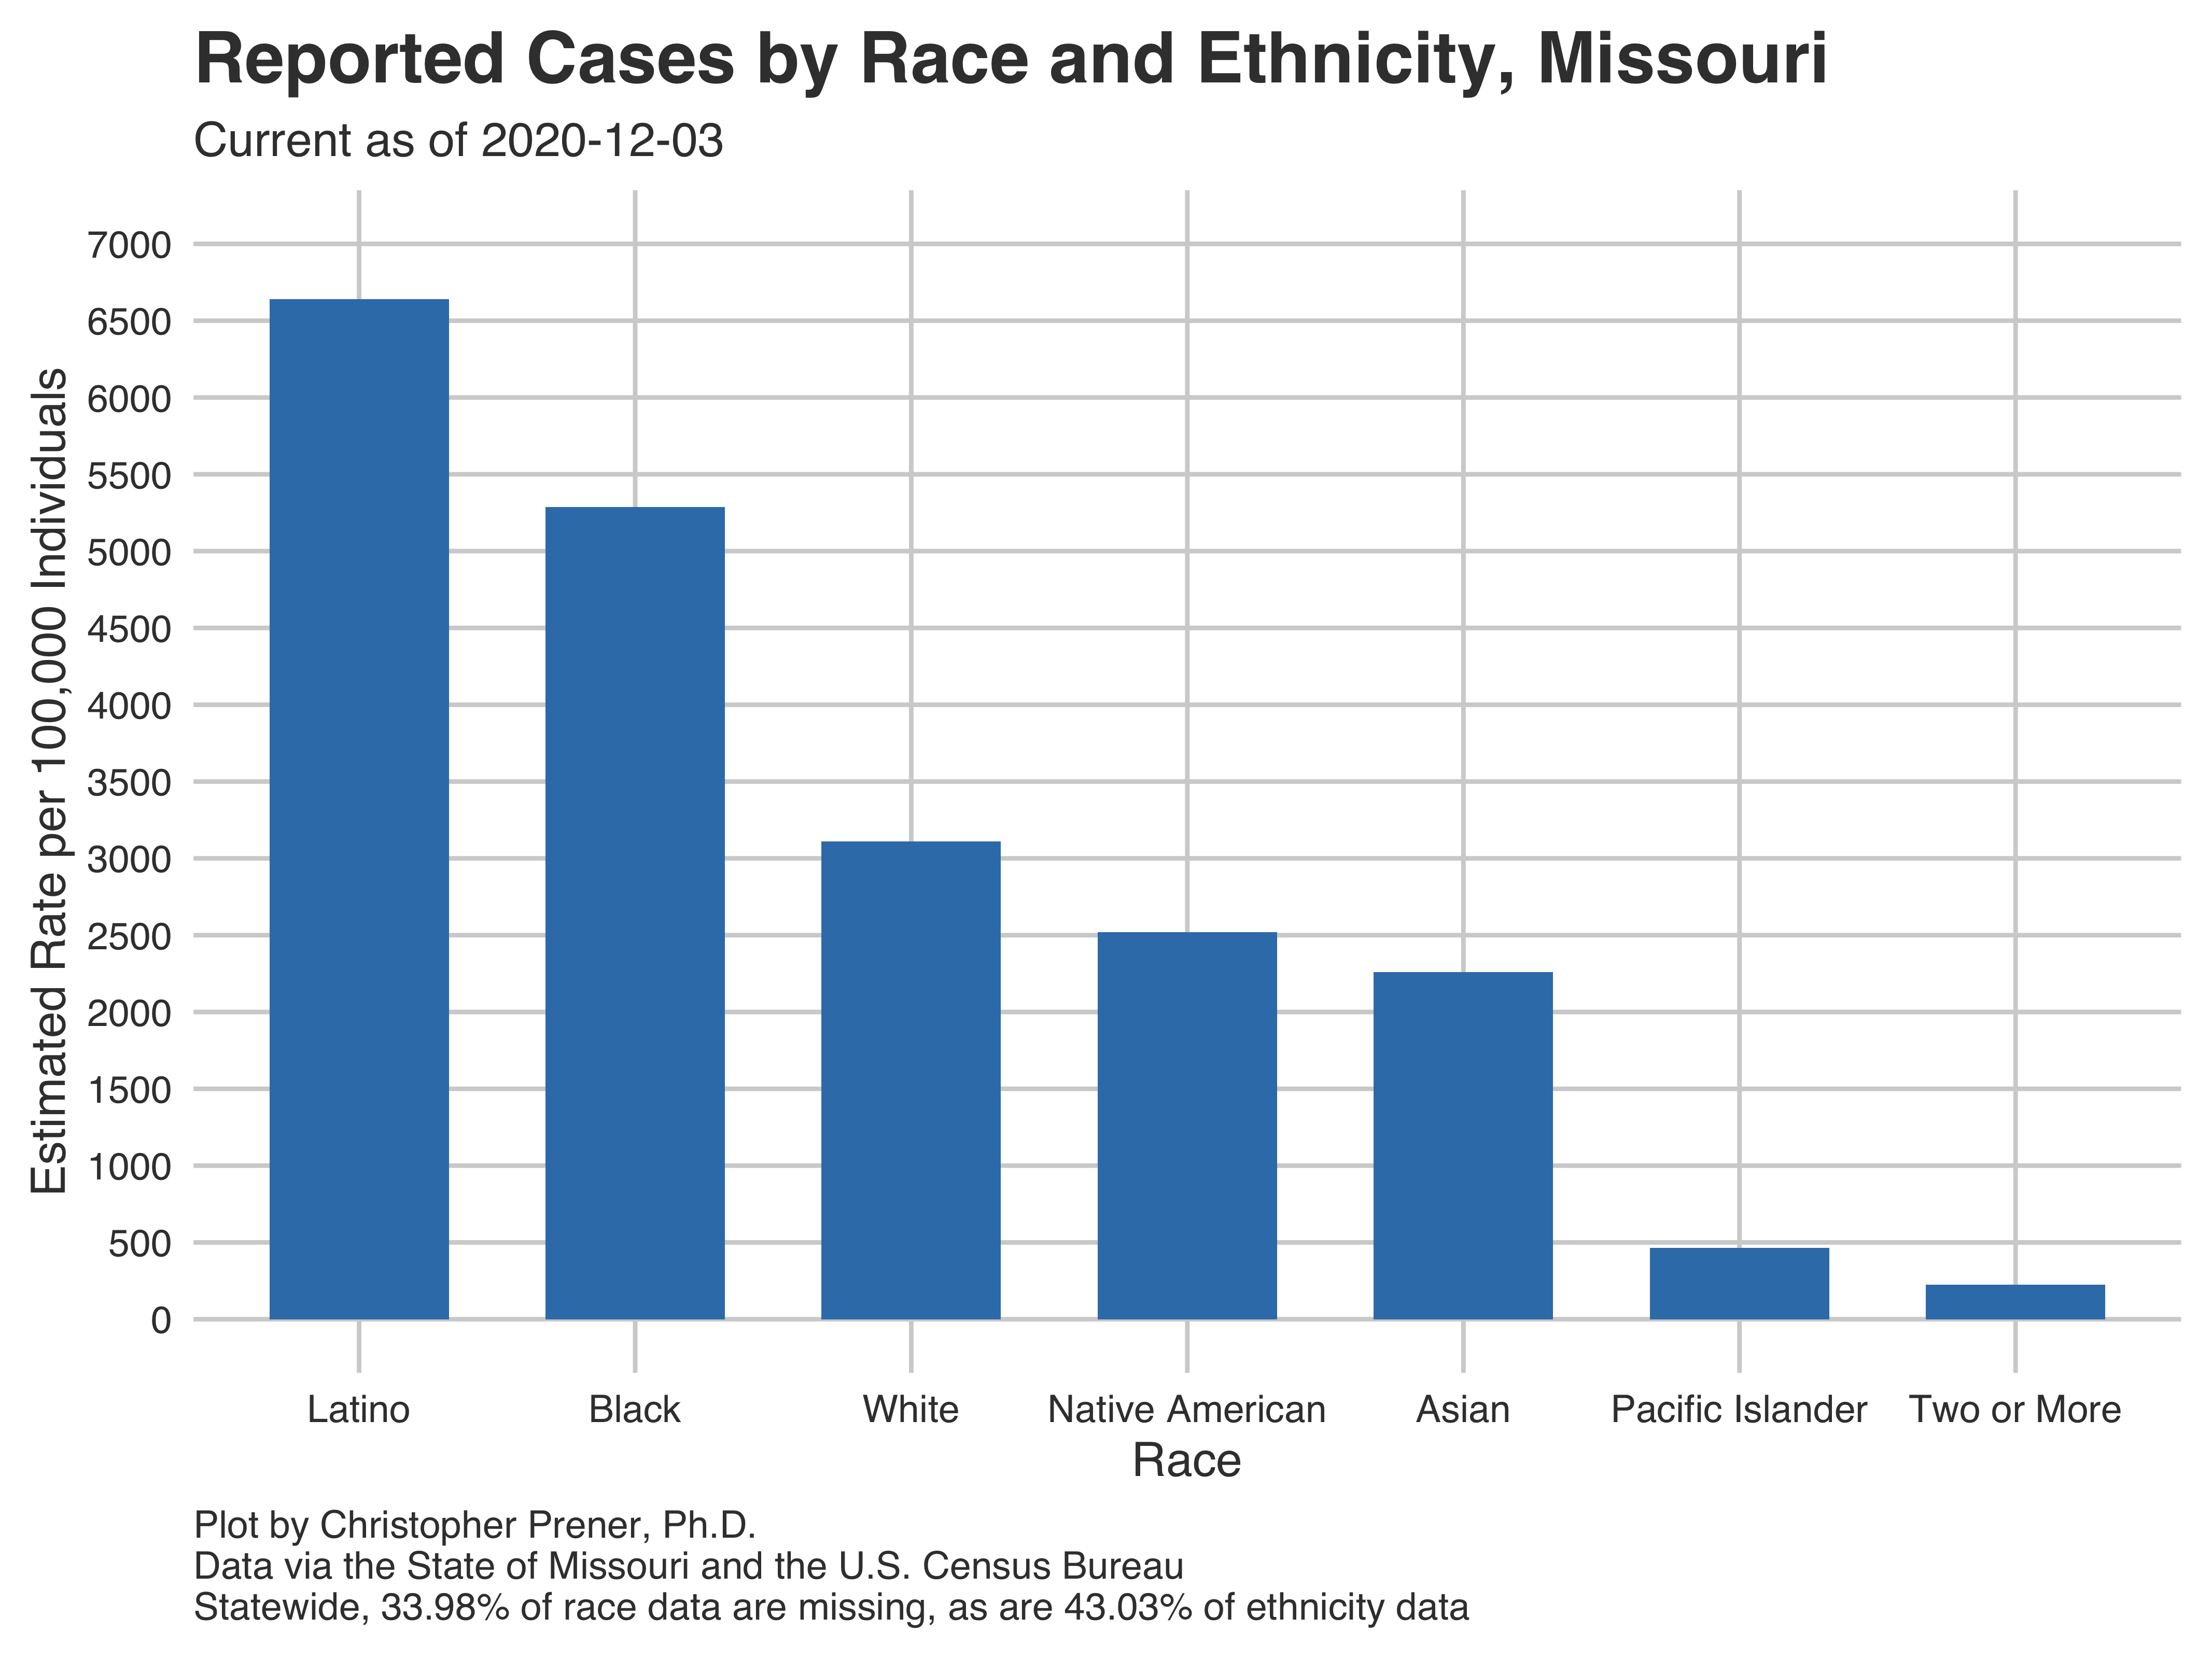 Reported Cases by Race and Ethnicity, Missouri
Current as of 2020-12-03
Estimated Rate per 100,000 Individuals
7000
6500
6000
5500
5000
4500
4000
3500
3000
2500
2000
1500
1000
500
0
Latino Black White Native American Asian Pacific Islander Two or More
Race
Plot by Christopher Prener, Ph.D.
Data via the State of Missouri and the U.S. Census Bureau
Statewide, 33.98% of race data are missing, as are 43.03% of ethnicity data